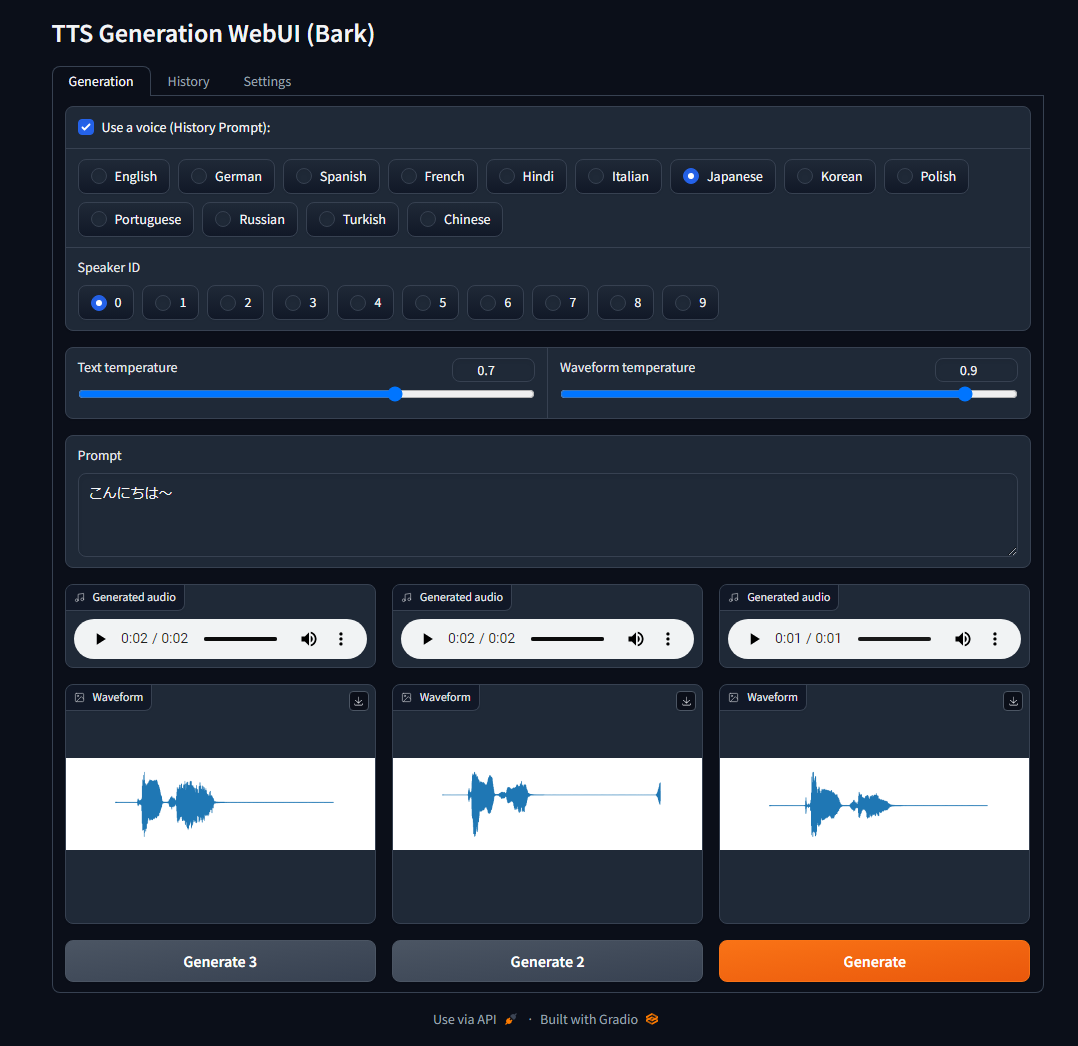 TTS Generation WebUI (Bark)
Generation History Settings
Use a voice (History Prompt):
English German Spanish French Hindi Italian Japanese Korean Polish
Portuguese Russian Turkish Chinese
Speaker ID
0 1 2 3 4 5 6 7 8 9
Text temperature 0.7 Waveform temperature 0.9
Prompt
こんにちは～
Generated audio Generated audio Generated audio
0:02 / 0:02 0:02 / 0:02 0:01 / 0:01
Waveform Waveform Waveform
Generate 3 Generate 2 Generate
Use via API · Built with Gradio